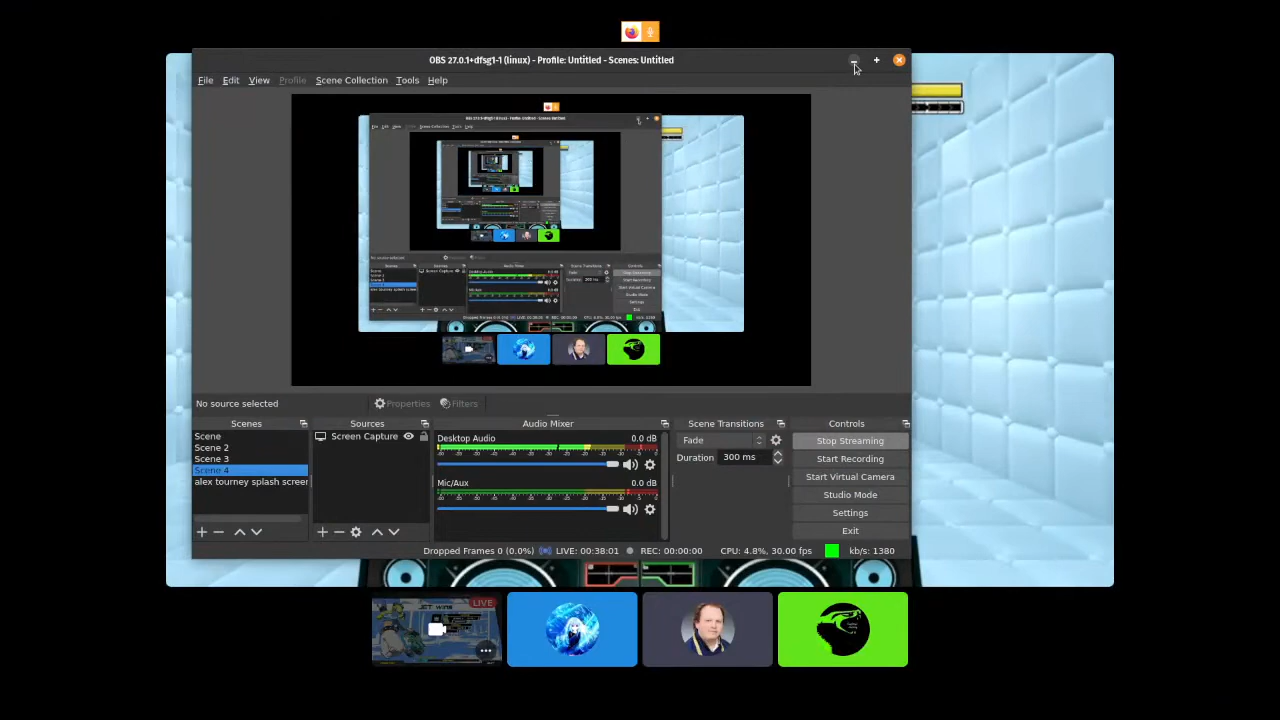 OBS 27.0.1+dfsg1-1 (linux) - Profile: Untitled - Scenes: Untitled
File Edit View Profile Scene Collection Tools Help
No source selected Properties Filters
Scenes Sources Audio Mixer Scene Transitions Controls
Scene
Scene 2
Scene 3
Scene 4
alex tourney splash screen
Screen Capture
Desktop Audio 0.0 dB
Mic/Aux 0.0 dB
Fade
Duration 300 ms
Stop Streaming
Start Recording
Start Virtual Camera
Studio Mode
Settings
Exit
Dropped Frames 0 (0.0%) LIVE: 00:38:01 REC: 00:00:00 CPU: 4.8%, 30.00 fps kb/s: 1380
LIVE